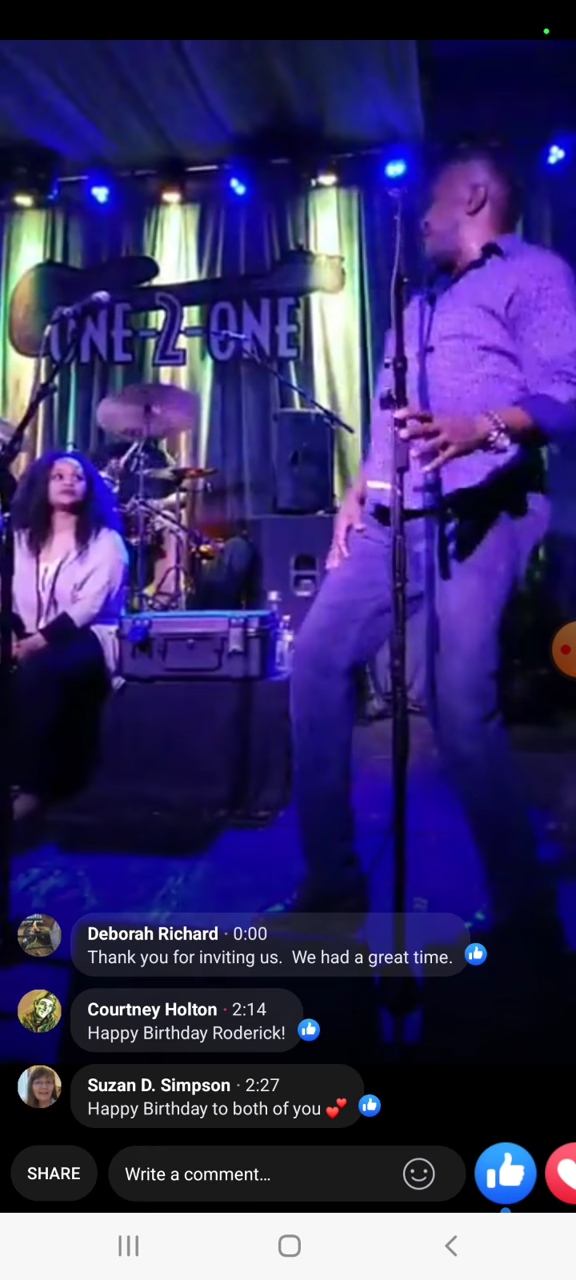 ONE-2-ONE
Deborah Richard · 0:00
Thank you for inviting us.  We had a great time.
Courtney Holton · 2:14
Happy Birthday Roderick!
Suzan D. Simpson · 2:27
Happy Birthday to both of you 💕
SHARE
Write a comment...